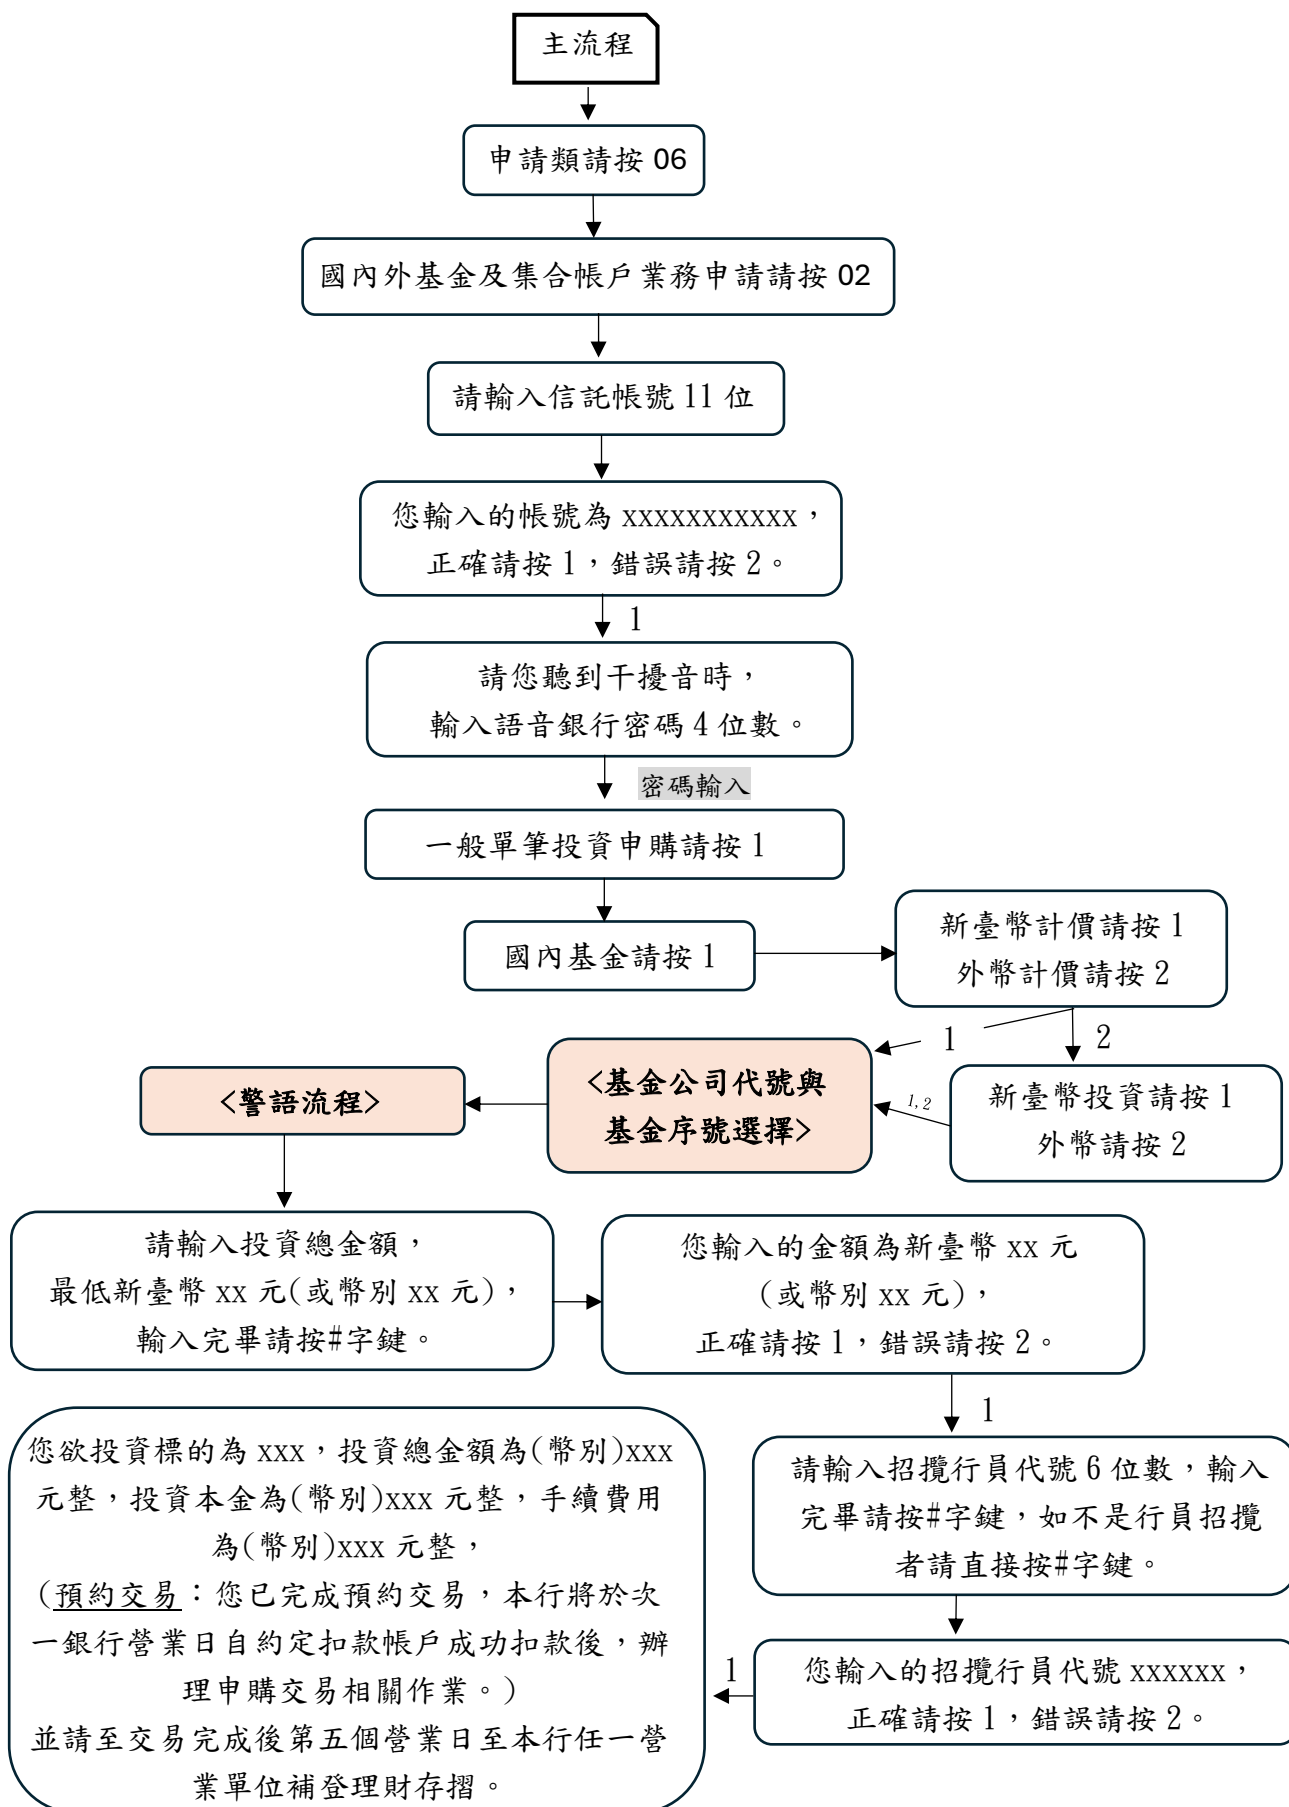 主流程
申請類請按 06
國內外基金及集合帳戶業務申請請按 02
請輸入信託帳號 11 位
您輸入的帳號為 xxxxxxxxxxx，
正確請按 1，錯誤請按 2。
1
請您聽到干擾音時，
輸入語音銀行密碼 4 位數。
密碼輸入
一般單筆投資申購請按 1
國內基金請按 1
新臺幣計價請按 1
外幣計價請按 2
1
2
<基金公司代號與
基金序號選擇>
<警語流程>
1,2
新臺幣投資請按 1
外幣請按 2
請輸入投資總金額，
最低新臺幣 xx 元(或幣別 xx 元)，
輸入完畢請按#字鍵。
您輸入的金額為新臺幣 xx 元
(或幣別 xx 元)，
正確請按 1，錯誤請按 2。
1
請輸入招攬行員代號 6 位數，輸入
完畢請按#字鍵，如不是行員招攬
者請直接按#字鍵。
您輸入的招攬行員代號 xxxxxx，
正確請按 1，錯誤請按 2。
1
您欲投資標的為 xxx，投資總金額為(幣別)xxx
元整，投資本金為(幣別)xxx 元整，手續費用
為(幣別)xxx 元整，
(預約交易：您已完成預約交易，本行將於次
一銀行營業日自約定扣款帳戶成功扣款後，辦
理申購交易相關作業。)
並請至交易完成後第五個營業日至本行任一營
業單位補登理財存摺。